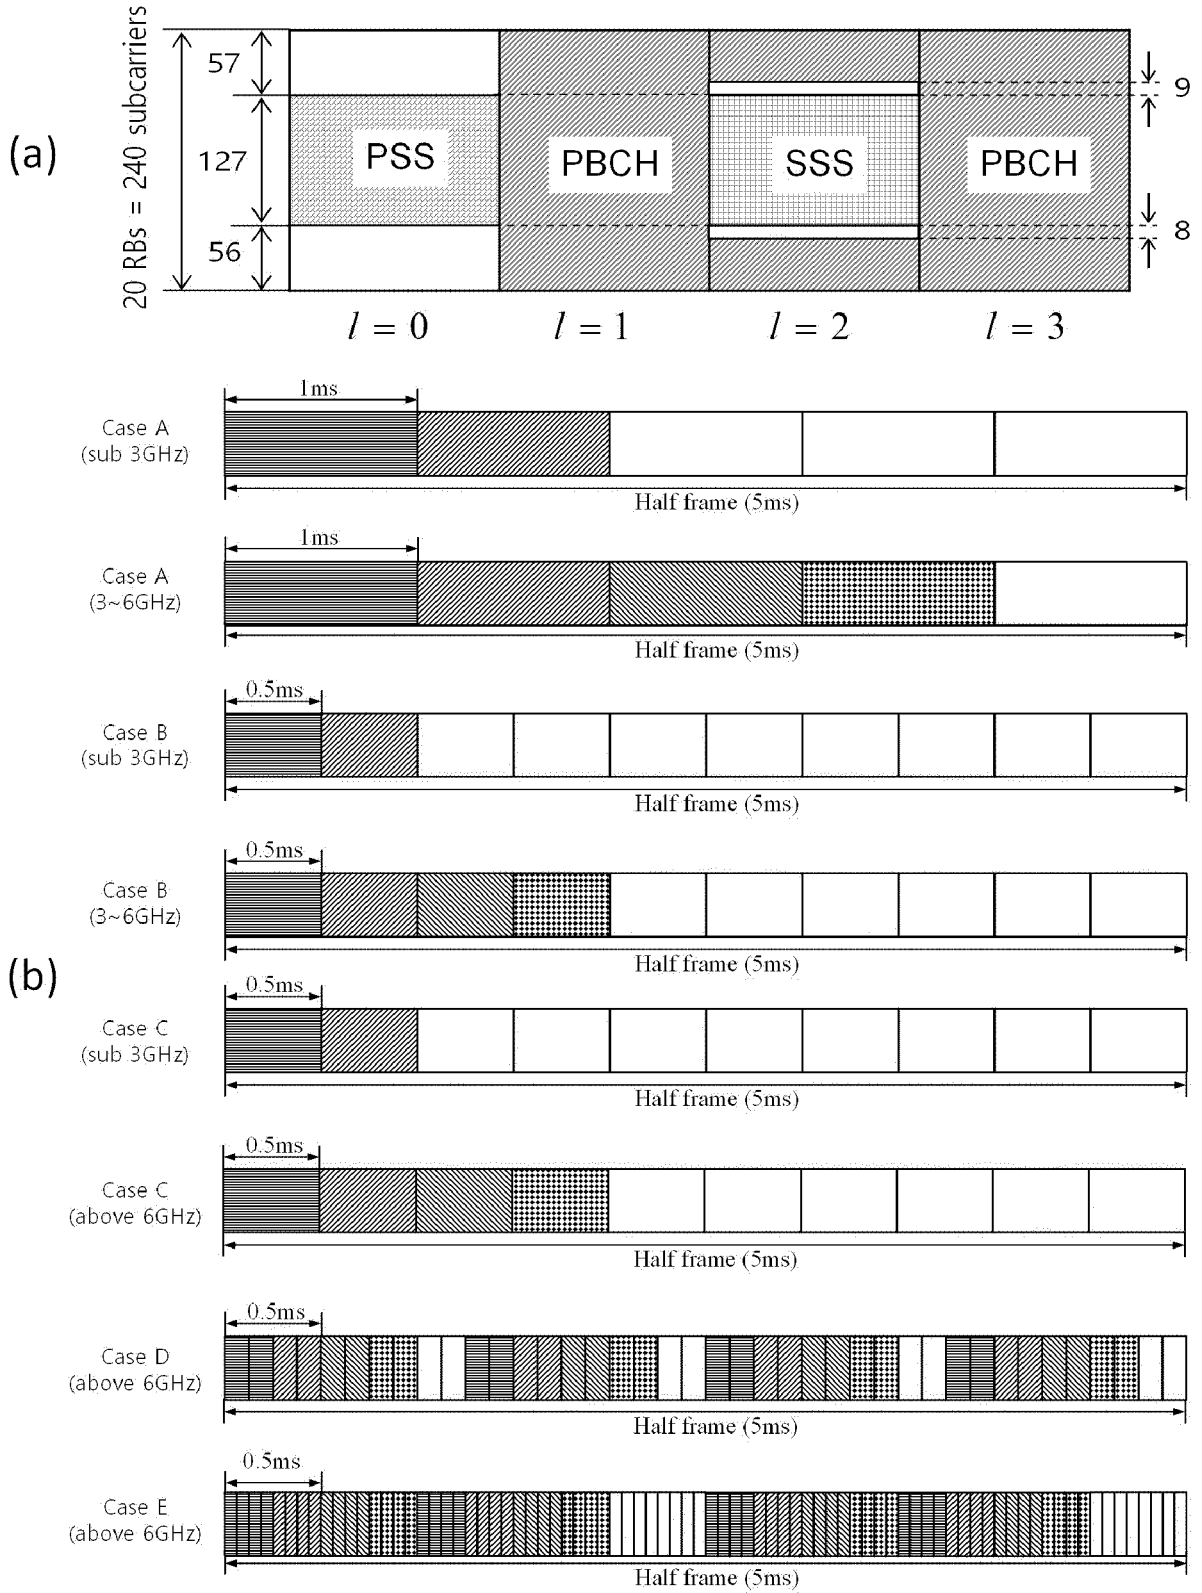 (a)
20 RBs = 240 subcarriers
57
127
56
PSS
PBCH
SSS
PBCH
9
8
l = 0
l = 1
l = 2
l = 3
(b)
1ms
Case A
(sub 3GHz)
Half frame (5ms)
1ms
Case A
(3~6GHz)
Half frame (5ms)
0.5ms
Case B
(sub 3GHz)
Half frame (5ms)
0.5ms
Case B
(3~6GHz)
Half frame (5ms)
0.5ms
Case C
(sub 3GHz)
Half frame (5ms)
0.5ms
Case C
(above 6GHz)
Half frame (5ms)
0.5ms
Case D
(above 6GHz)
Half frame (5ms)
0.5ms
Case E
(above 6GHz)
Half frame (5ms)